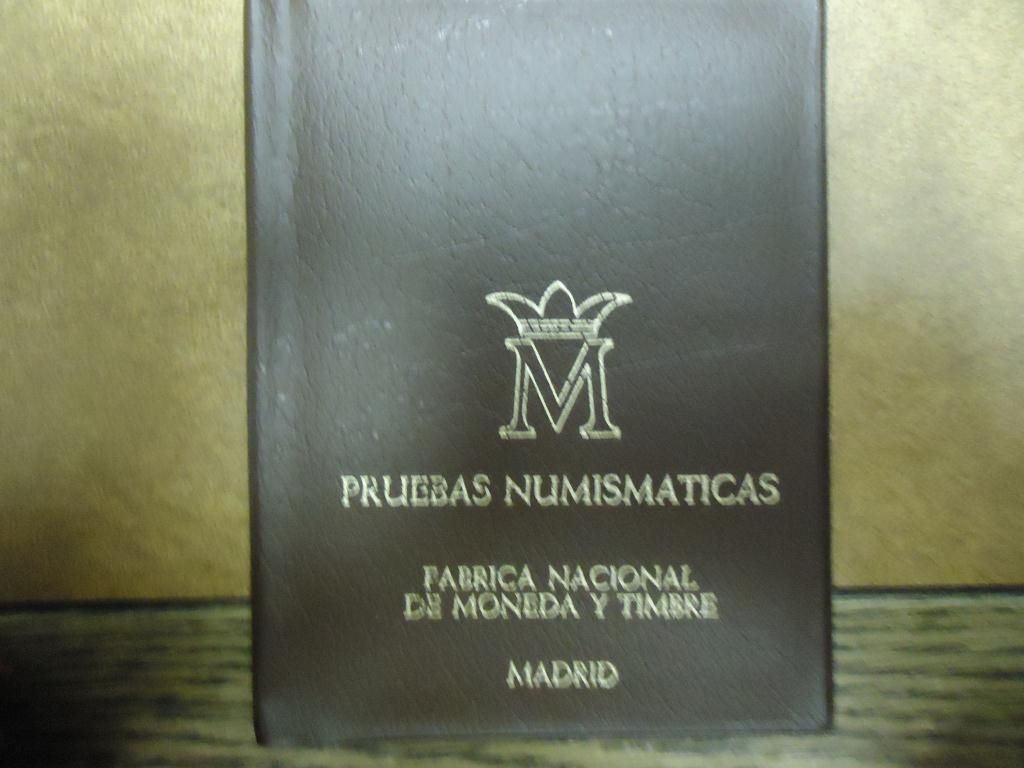 M
PRUEBAS NUMISMATICAS
FABRICA NACIONAL
DE MONEDA Y TIMBRE
MADRID